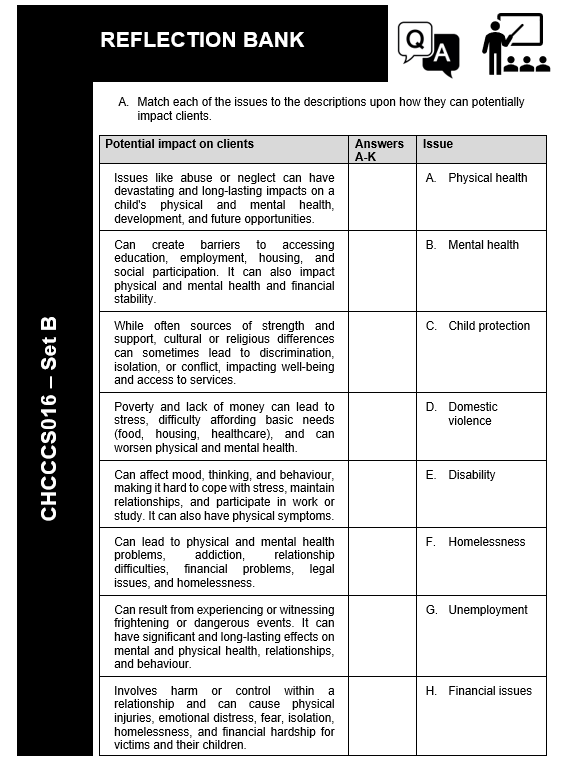 REFLECTION BANK
Q
A
CHCCCS016 – Set B
A. Match each of the issues to the descriptions upon how they can potentially
impact clients.
Potential impact on clients
Answers
A-K
Issue
Issues like abuse or neglect can have
devastating and long-lasting impacts on a
child's physical and mental health,
development, and future opportunities.
A. Physical health
Can create barriers to accessing
education, employment, housing, and
social participation. It can also impact
physical and mental health and financial
stability.
B. Mental health
While often sources of strength and
support, cultural or religious differences
can sometimes lead to discrimination,
isolation, or conflict, impacting well-being
and access to services.
C. Child protection
Poverty and lack of money can lead to
stress, difficulty affording basic needs
(food, housing, healthcare), and can
worsen physical and mental health.
D. Domestic
violence
Can affect mood, thinking, and behaviour,
making it hard to cope with stress, maintain
relationships, and participate in work or
study. It can also have physical symptoms.
E. Disability
Can lead to physical and mental health
problems, addiction, relationship
difficulties, financial problems, legal
issues, and homelessness.
F. Homelessness
Can result from experiencing or witnessing
frightening or dangerous events. It can
have significant and long-lasting effects on
mental and physical health, relationships,
and behaviour.
G. Unemployment
Involves harm or control within a
relationship and can cause physical
injuries, emotional distress, fear, isolation,
homelessness, and financial hardship for
victims and their children.
H. Financial issues